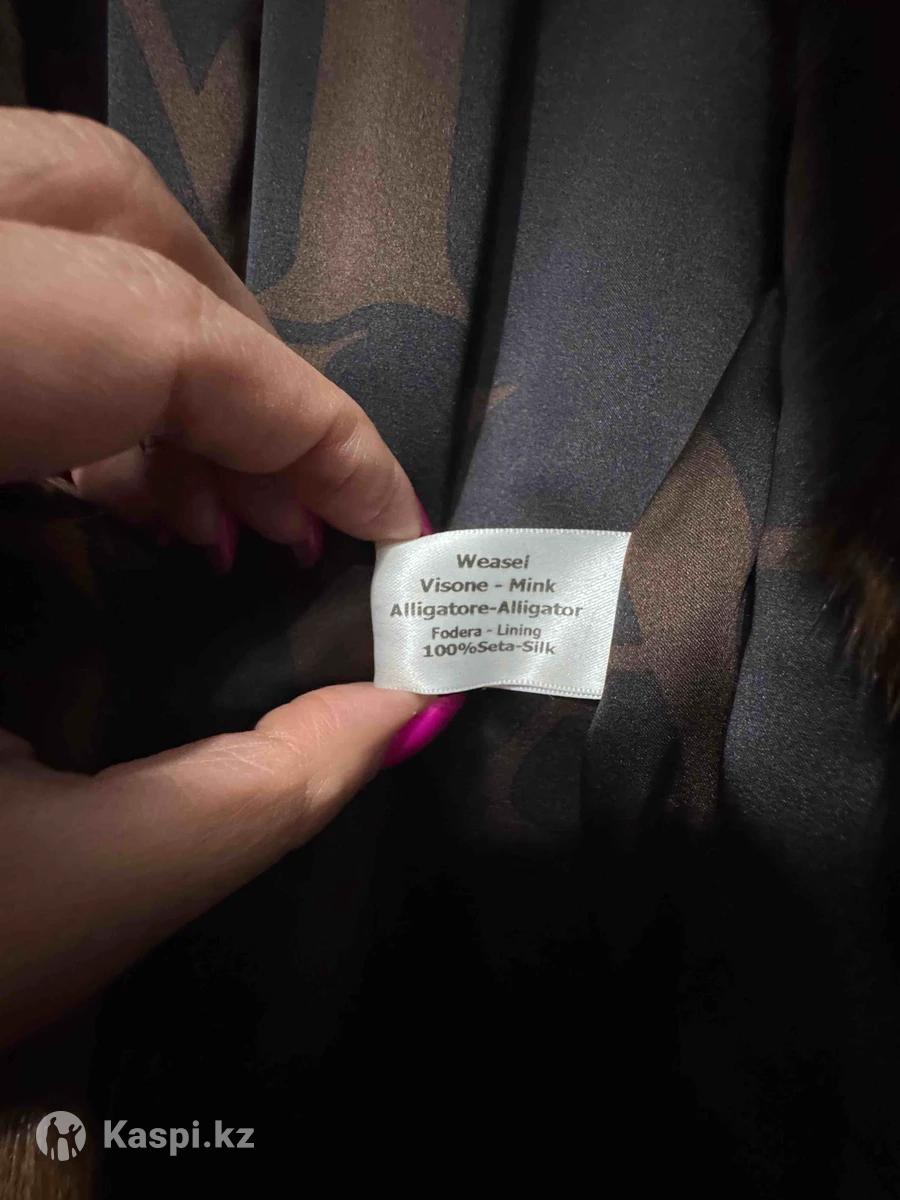 Weasel
Visone - Mink
Alligatore-Alligator
Fodera - Lining
100%Seta-Silk
Kaspi.kz